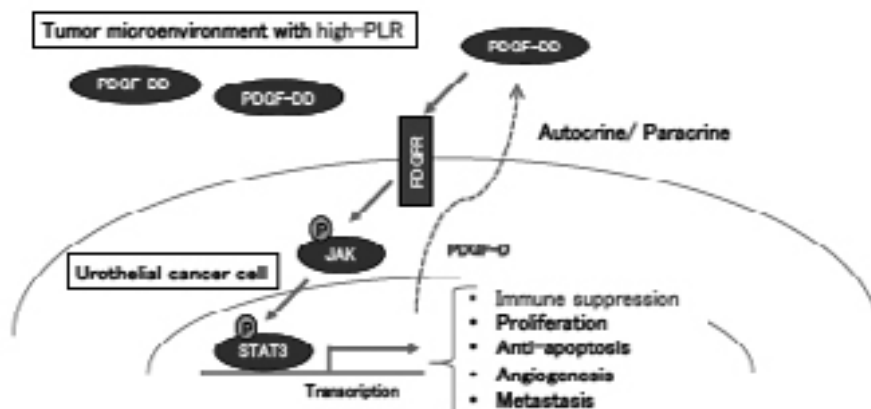 Tumor microenvironment with high-PLR
PDGF-DD
PDGF-DD
PDGF-DD
PDGFR
Autocrine/ Paracrine
P
JAK
PDGF-D
Urothelial cancer cell
P
STAT3
Transcription
• Immune suppression
• Proliferation
• Anti-apoptosis
• Angiogenesis
• Metastasis